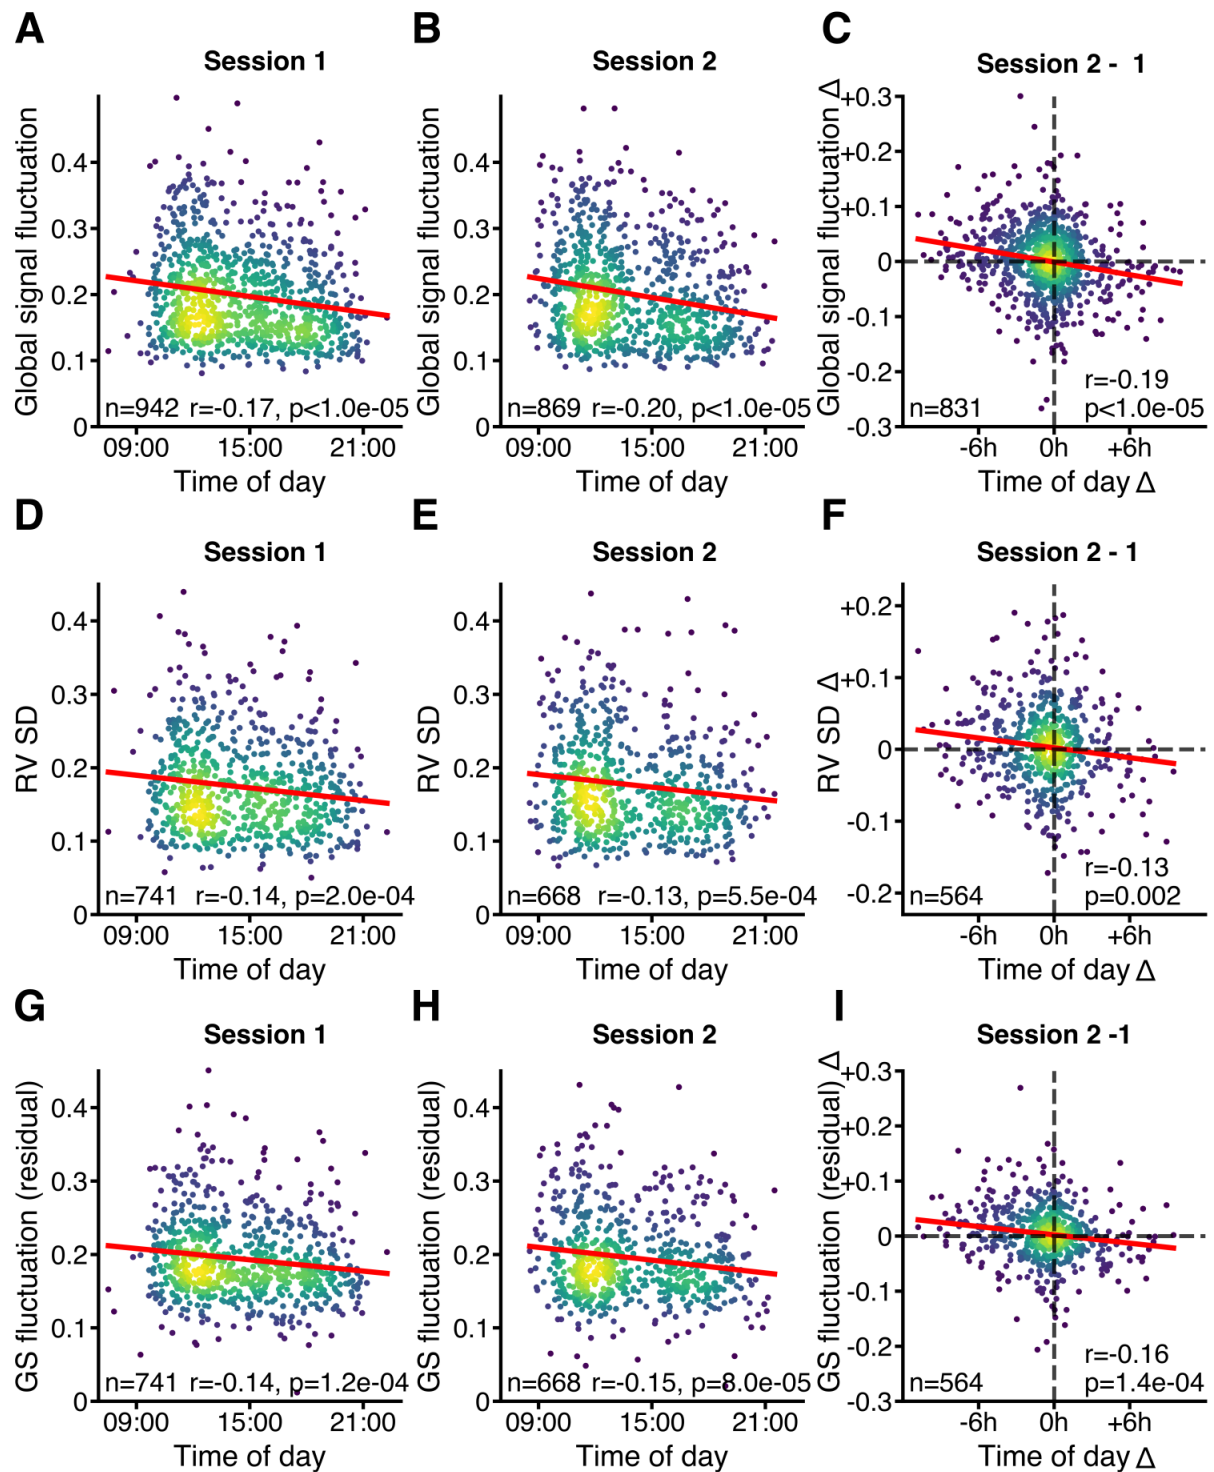 A
B
C
Session 1
Session 2
Session 2 - 1
Global signal fluctuation
0.4
0.3
0.2
0.1
0
n=942 r=-0.17, p<1.0e-05
09:00 15:00 21:00
Time of day
Global signal fluctuation
0.4
0.3
0.2
0.1
0
n=869 r=-0.20, p<1.0e-05
09:00 15:00 21:00
Time of day
Global signal fluctuation Δ
+0.3
+0.2
+0.1
0
-0.1
-0.2
-0.3
n=831
r=-0.19
p<1.0e-05
-6h 0h +6h
Time of day Δ
D
E
F
Session 1
Session 2
Session 2 - 1
RV SD
0.4
0.3
0.2
0.1
0
n=741 r=-0.14, p=2.0e-04
09:00 15:00 21:00
Time of day
RV SD
0.4
0.3
0.2
0.1
0
n=668 r=-0.13, p=5.5e-04
09:00 15:00 21:00
Time of day
RV SD Δ
+0.2
+0.1
0
-0.1
-0.2
n=564
r=-0.13
p=0.002
-6h 0h +6h
Time of day Δ
G
H
I
Session 1
Session 2
Session 2 -1
GS fluctuation (residual)
0.4
0.3
0.2
0.1
0
n=741 r=-0.14, p=1.2e-04
09:00 15:00 21:00
Time of day
GS fluctuation (residual)
0.4
0.3
0.2
0.1
0
n=668 r=-0.15, p=8.0e-05
09:00 15:00 21:00
Time of day
GS fluctuation (residual) Δ
+0.3
+0.2
+0.1
0
-0.1
-0.2
-0.3
n=564
r=-0.16
p=1.4e-04
-6h 0h +6h
Time of day Δ